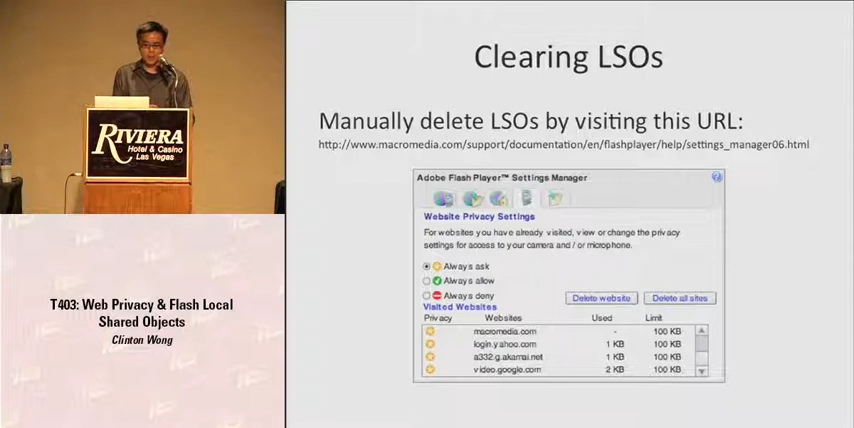 RIVIERA
Hotel & Casino
Las Vegas
T403: Web Privacy & Flash Local
Shared Objects
Clinton Wong
Clearing LSOs
Manually delete LSOs by visiting this URL:
http://www.macromedia.com/support/documentation/en/flashplayer/help/settings_manager06.html
Adobe Flash Player™ Settings Manager
Website Privacy Settings
For websites you have already visited, view or change the privacy
settings for access to your camera and / or microphone.
Always ask
Always allow
Always deny
Delete website Delete all sites
Visited Websites
Privacy Websites Used Limit
macromedia.com - 100 KB
login.yahoo.com 1 KB 100 KB
a332.g.akamai.net 1 KB 100 KB
video.google.com 2 KB 100 KB